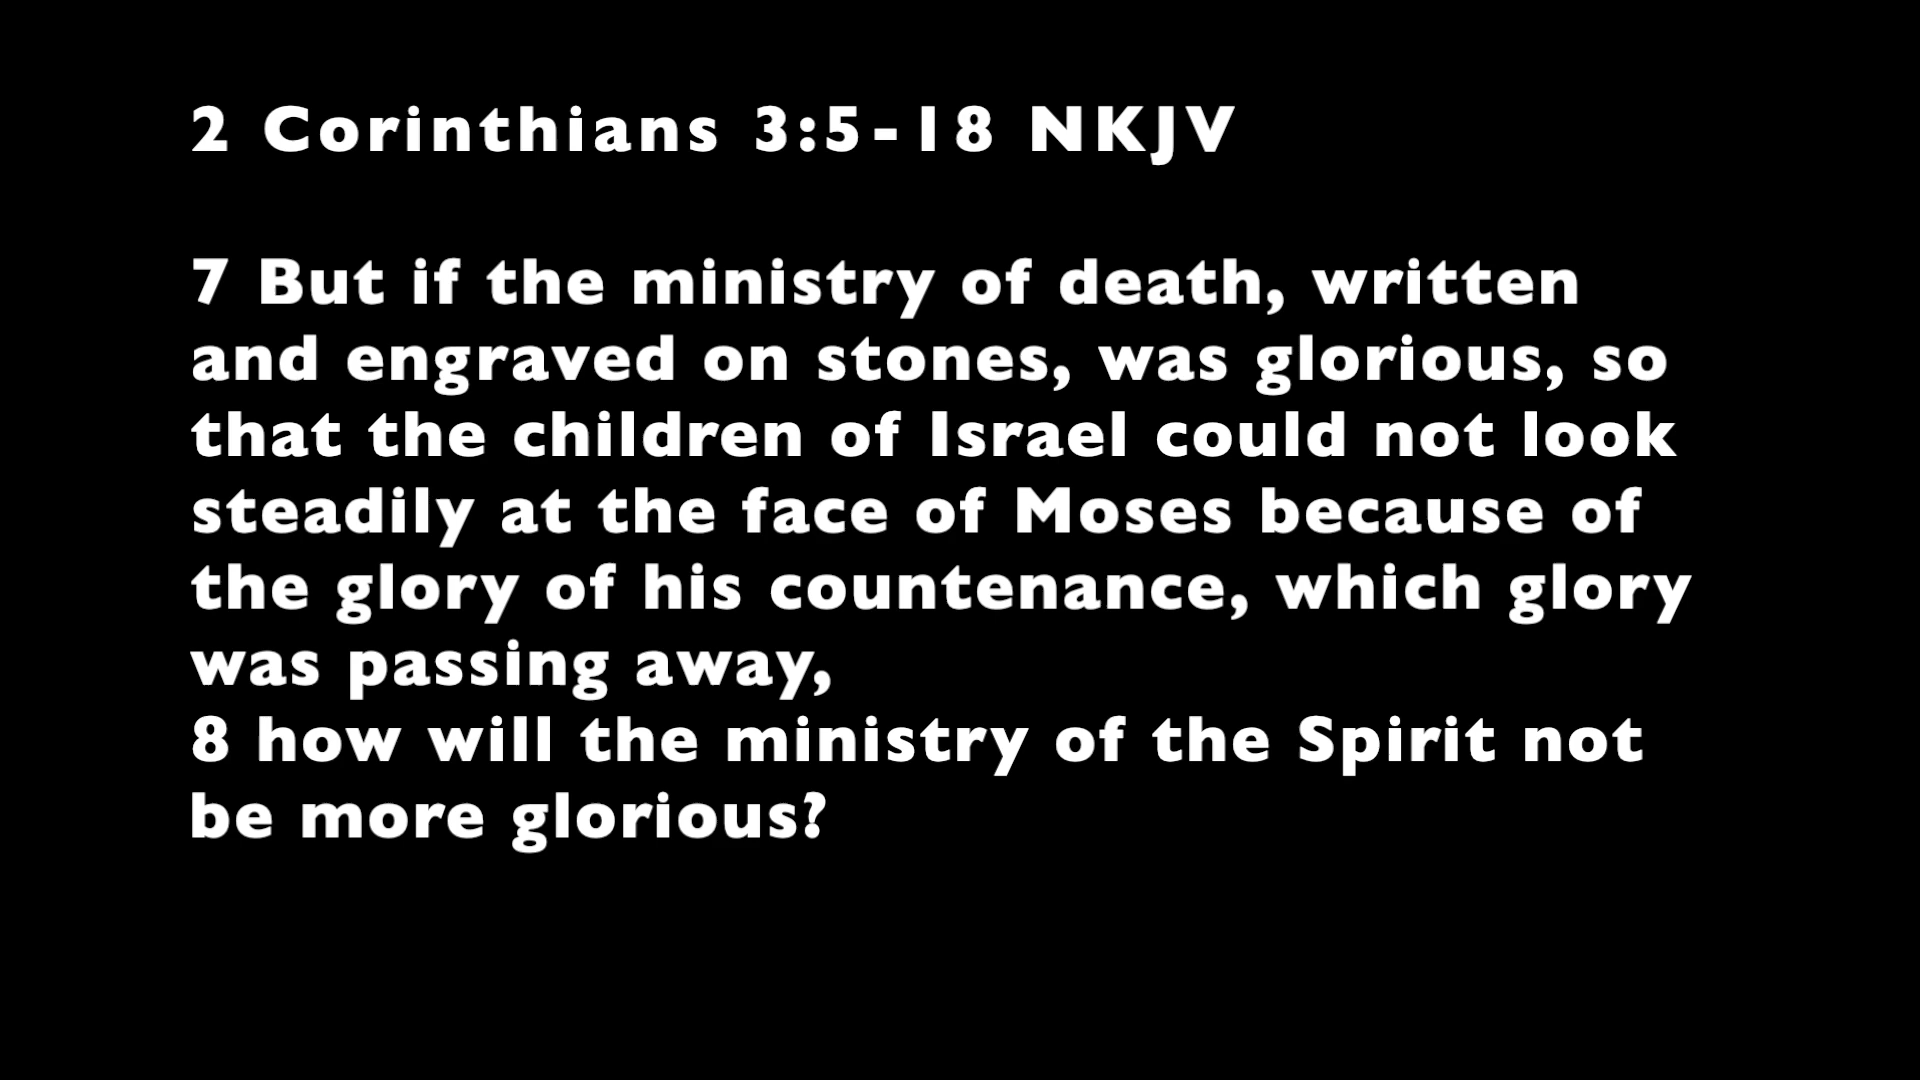 2 Corinthians 3:5-18 NKJV
7 But if the ministry of death, written
and engraved on stones, was glorious, so
that the children of Israel could not look
steadily at the face of Moses because of
the glory of his countenance, which glory
was passing away,
8 how will the ministry of the Spirit not
be more glorious?